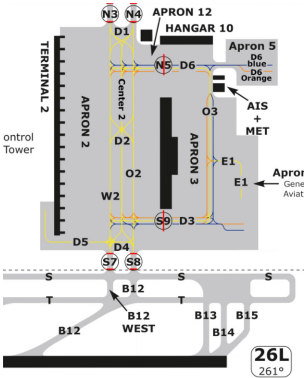 N3
N4
APRON 12
HANGAR 10
D1
Apron 5
N5
D6
D6
blue
D6
Orange
TERMINAL 2
APRON 2
Center 2
AIS
+
MET
O3
ontrol
Tower
D2
O2
APRON 3
E1
E1
Apron
Gene
Aviat
W2
S9
D3
D5
D4
S7
S8
S
S
S
B12
T
T
B12
WEST
B12
B13
B14
B15
26L
261°